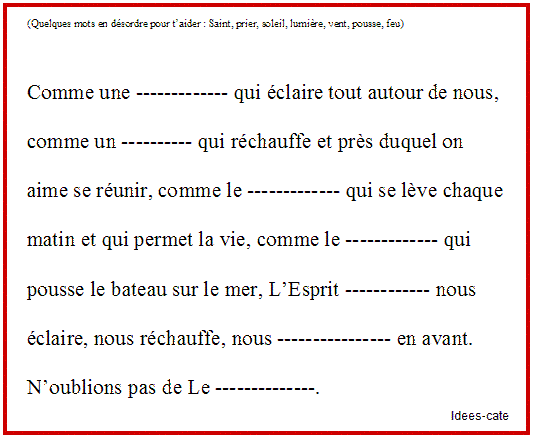 (Quelques mots en désordre pour t'aider : Saint, prier, soleil, lumière, vent, pousse, feu)
Comme une ------------- qui éclaire tout autour de nous,
comme un ---------- qui réchauffe et près duquel on
aime se réunir, comme le ------------- qui se lève chaque
matin et qui permet la vie, comme le ------------- qui
pousse le bateau sur le mer, L'Esprit ------------ nous
éclaire, nous réchauffe, nous ---------------- en avant.
N'oublions pas de Le --------------.
Idees-cate